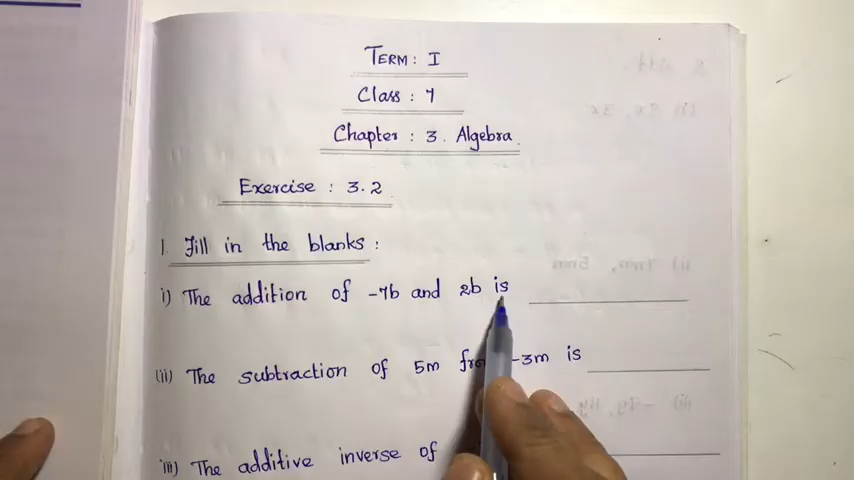 TERM: I
Class : 7
Chapter : 3. Algebra.
Exercise : 3.2.
1. Fill in the blanks :
i) The addition of -7b and 2b is
(ii) The subtraction of 5m from -3m is
iii) The additive inverse of